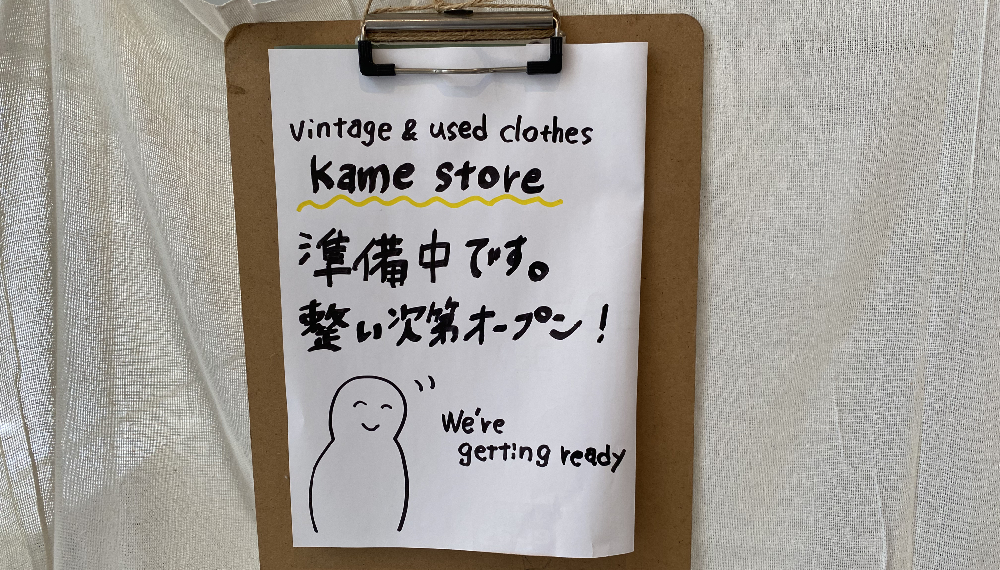 vintage & used clothes
kame store
準備中です。
整い次第オープン！
We're
getting ready